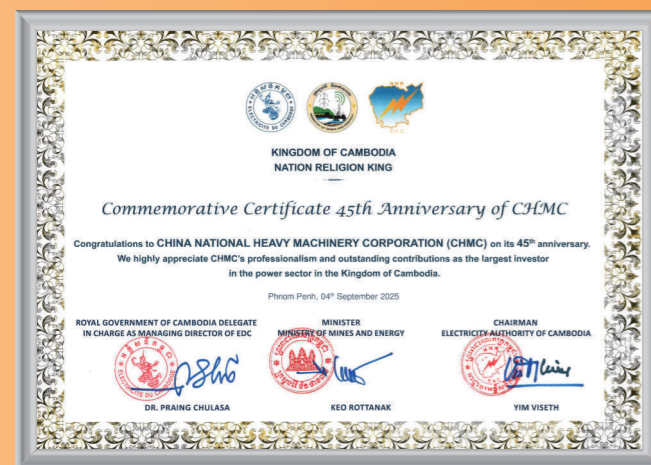 KINGDOM OF CAMBODIA
NATION RELIGION KING
Commemorative Certificate 45th Anniversary of CHMC
Congratulations to CHINA NATIONAL HEAVY MACHINERY CORPORATION (CHMC) on its 45th anniversary.
We highly appreciate CHMC's professionalism and outstanding contributions as the largest investor
in the power sector in the Kingdom of Cambodia.
Phnom Penh, 04th September 2025
ROYAL GOVERNMENT OF CAMBODIA DELEGATE
IN CHARGE AS MANAGING DIRECTOR OF EDC
MINISTER
MINISTRY OF MINES AND ENERGY
CHAIRMAN
ELECTRICITY AUTHORITY OF CAMBODIA
DR. PRAING CHULASA
KEO ROTTANAK
YIM VISETH